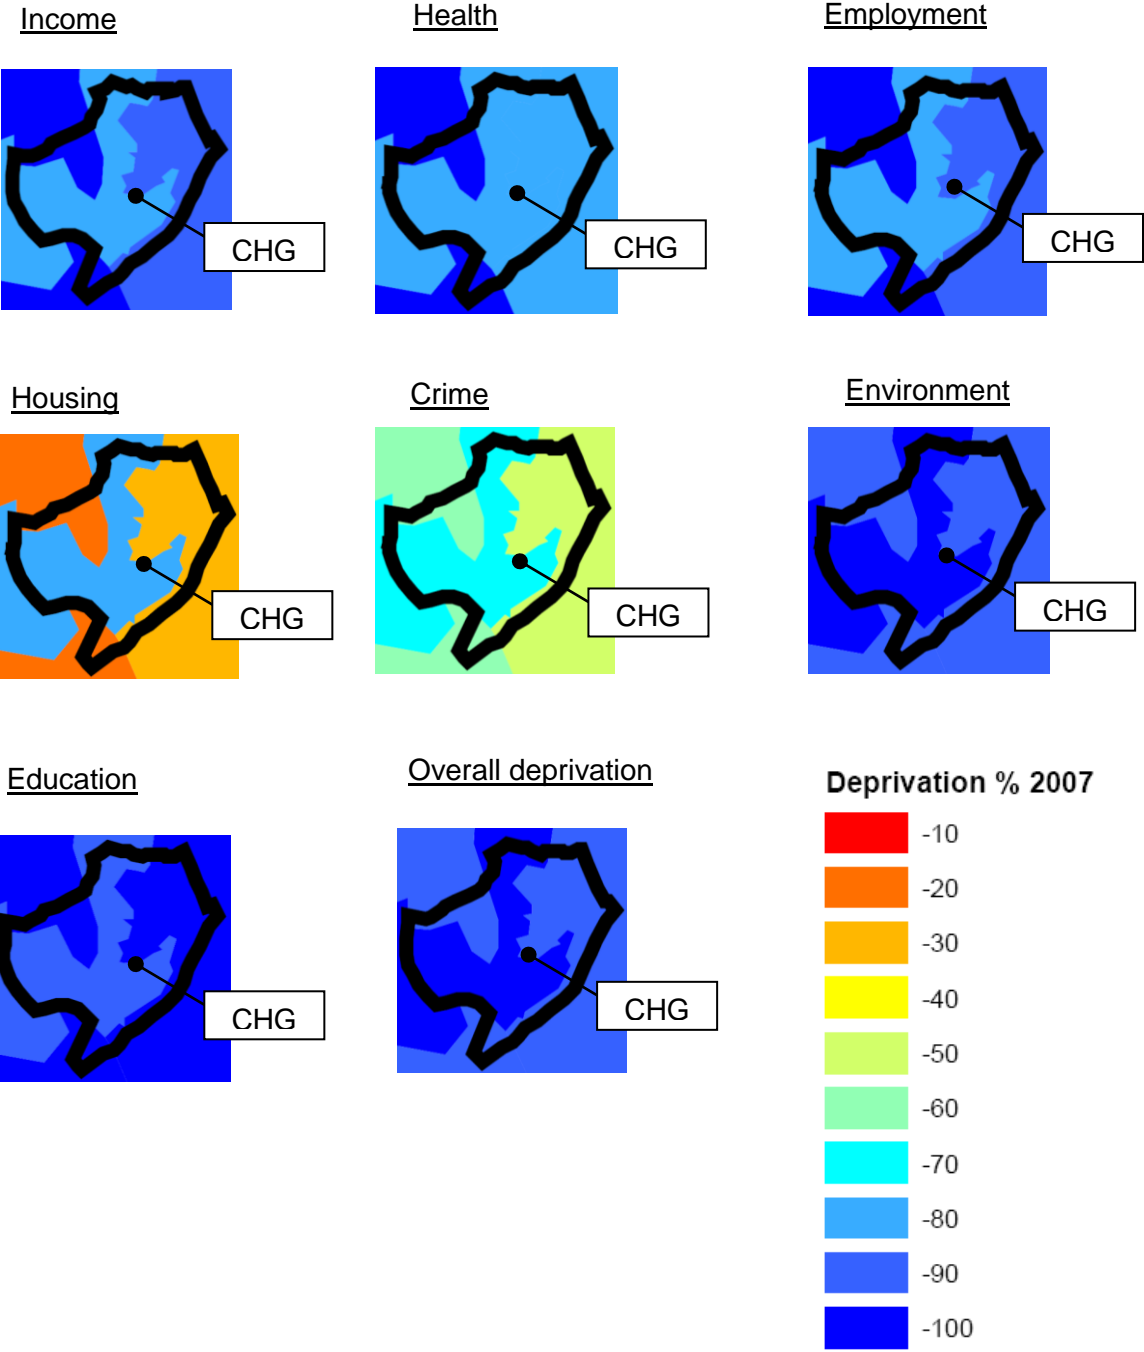 Income
Health
Employment
CHG
CHG
CHG
Housing
Crime
Environment
CHG
CHG
CHG
Education
Overall deprivation
CHG
CHG
Deprivation % 2007
-10
-20
-30
-40
-50
-60
-70
-80
-90
-100